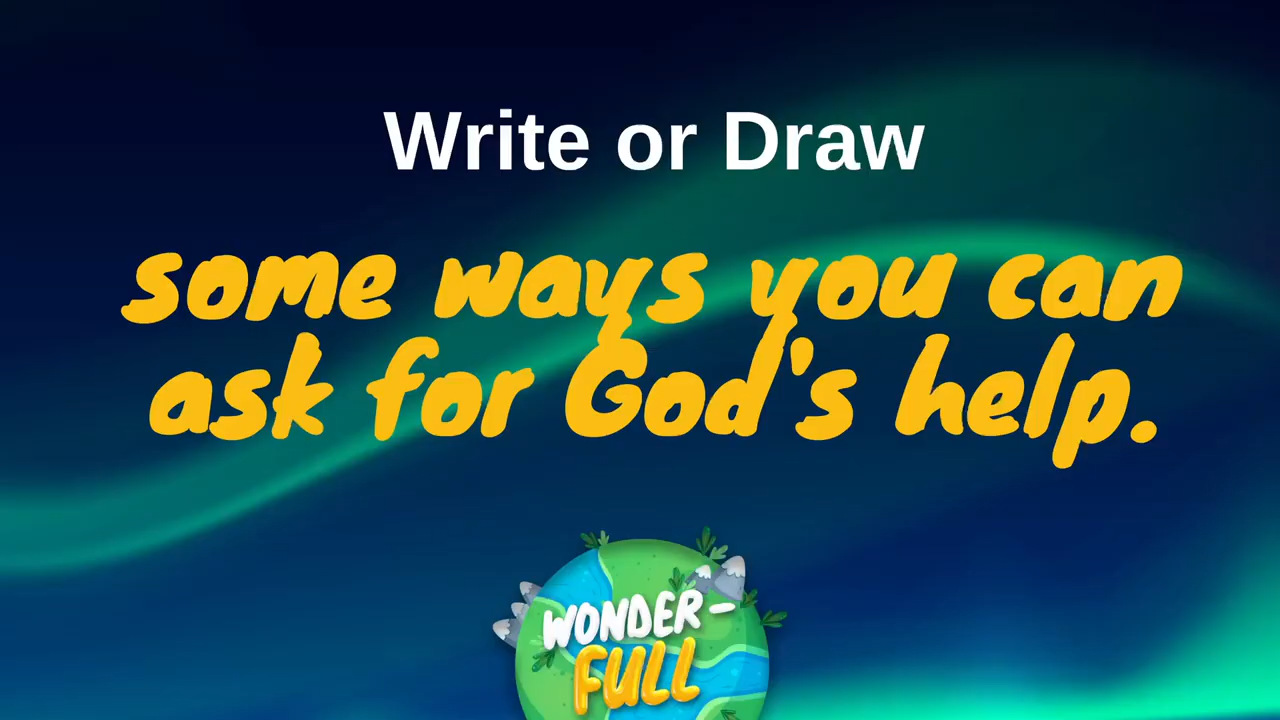 Write or Draw
some ways you can
ask for God's help.
WONDER-
FULL